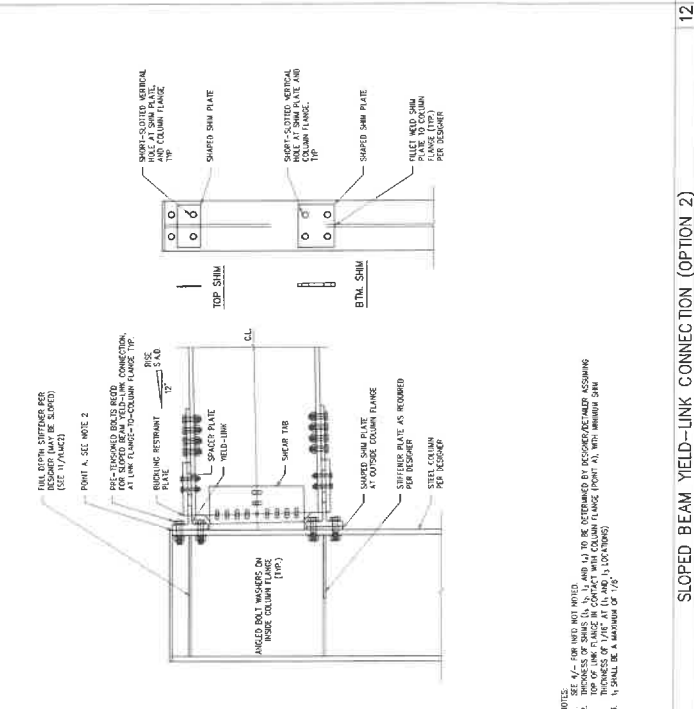 FULL DEPTH STIFFENER PER
DESIGNER (MAY BE SLOPED)
(SEE 11/YLMC2)
POINT A, SEE NOTE 2
PRE-TENSIONED BOLTS REQ'D
FOR SLOPED BEAM YIELD-LINK CONNECTION,
AT LINK FLANGE-TO-COLUMN FLANGE TYP.
BUCKLING RESTRAINT
PLATE
RISE
S.A.D.
12"
SPACER PLATE
YIELD-LINK
C.L.
SHEAR TAB
ANGLED BOLT WASHERS ON
INSIDE COLUMN FLANGE
(TYP.)
SHAPED SHIM PLATE
AT OUTSIDE COLUMN FLANGE
STIFFENER PLATE AS REQUIRED
PER DESIGNER
STEEL COLUMN
PER DESIGNER
TOP SHIM
BTM. SHIM
SHORT-SLOTTED VERTICAL
HOLE AT SHIM PLATE,
AND COLUMN FLANGE,
TYP
SHAPED SHIM PLATE
SHORT-SLOTTED VERTICAL
HOLE AT SHIM PLATE AND
COLUMN FLANGE,
TYP
SHAPED SHIM PLATE
FILLET WELD SHIM
PLATE TO COLUMN
FLANGE (TYP.)
PER DESIGNER
NOTES:
SEE 4/- FOR INFO NOT NOTED.
2. THICKNESS OF SHIMS (t₁, t₂, t₃ AND t₄) TO BE DETERMINED BY DESIGNER/DETAILER ASSUMING
TOP OF LINK FLANGE IN CONTACT WITH COLUMN FLANGE (POINT A), WITH MINIMUM SHIM
THICKNESS OF 1/16" AT (t₁ AND t₃ LOCATIONS)
SHALL BE A MAXIMUM OF 1/8"
SLOPED BEAM YIELD-LINK CONNECTION (OPTION 2)
12